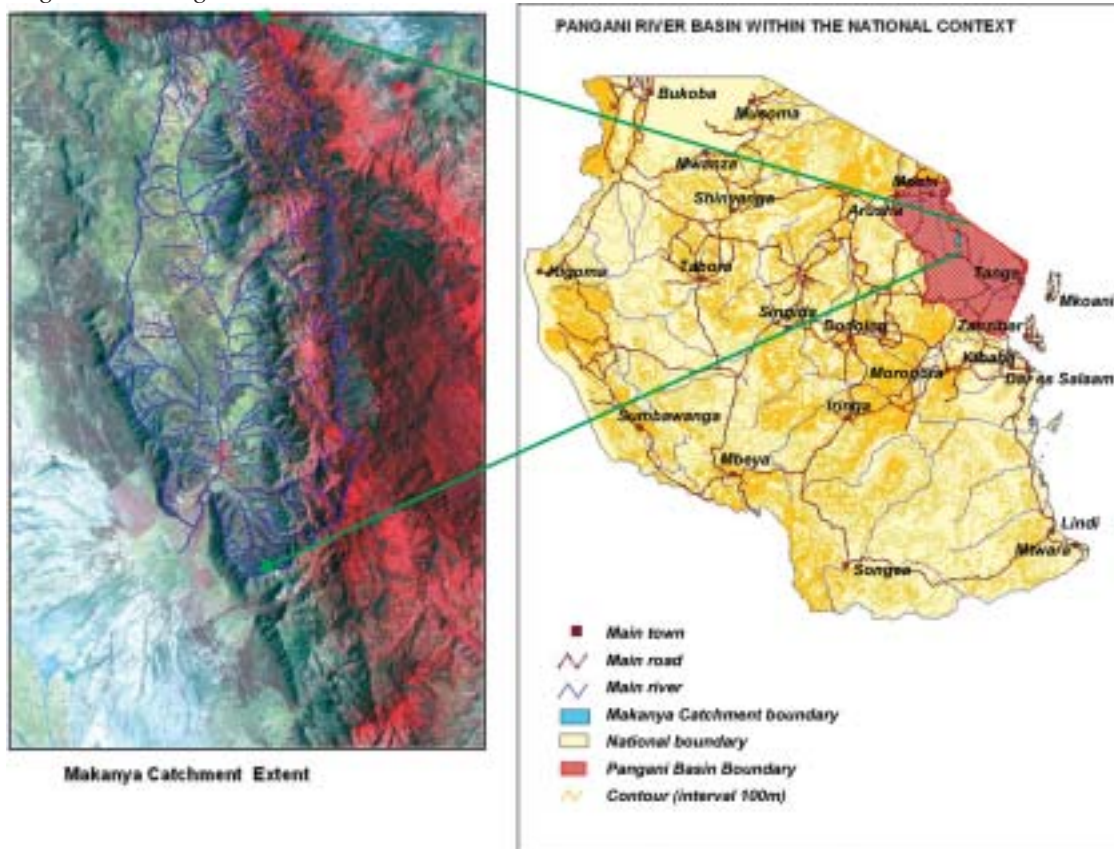 PANGANI RIVER BASIN WITHIN THE NATIONAL CONTEXT
Bukoba
Musoma
Mwanza
Shinyanga
Moshi
Arusha
Kigoma
Tabora
Tanga
Mkoani
Singida
Zanzibar
Kibaha
Morogora
Dar es Salaam
Iringa
Sumbawanga
Mbeya
Lindi
Mtwara
Songea
Main town
Main road
Main river
Makanya Catchment boundary
National boundary
Pangani Basin Boundary
Contour (interval 100m)
Makanya Catchment Extent